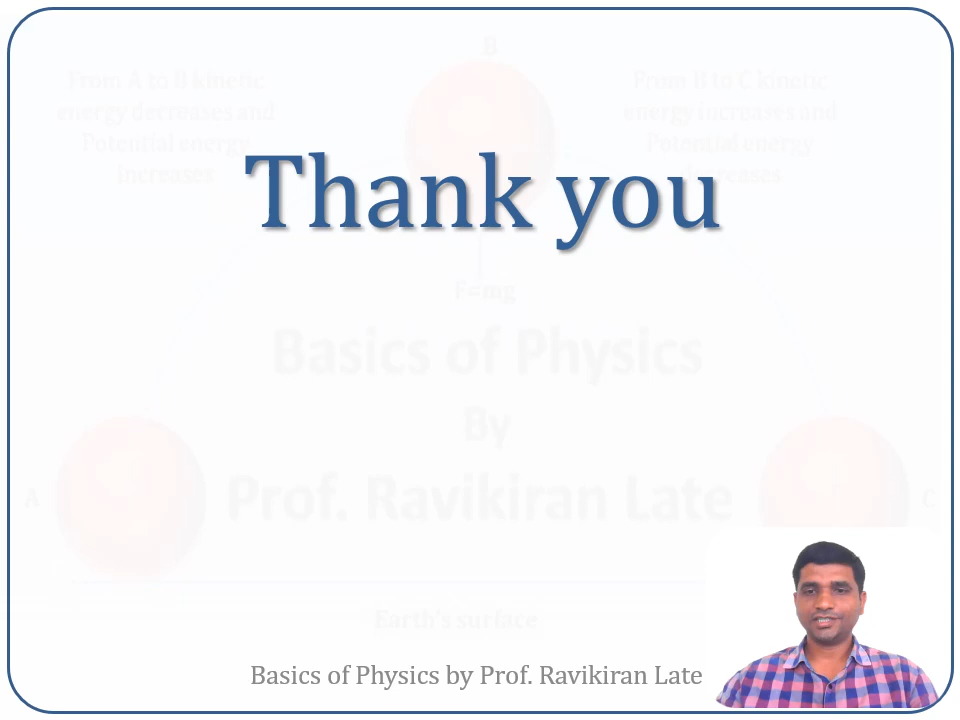 B
From A to B kinetic
energy decreases and
Potential energy
Increases
From B to C kinetic
energy increases and
Potential energy
decreases
Thank you
F=mg
Basics of Physics
By
Prof. Ravikiran Late
A
C
Earth's surface
Basics of Physics by Prof. Ravikiran Late